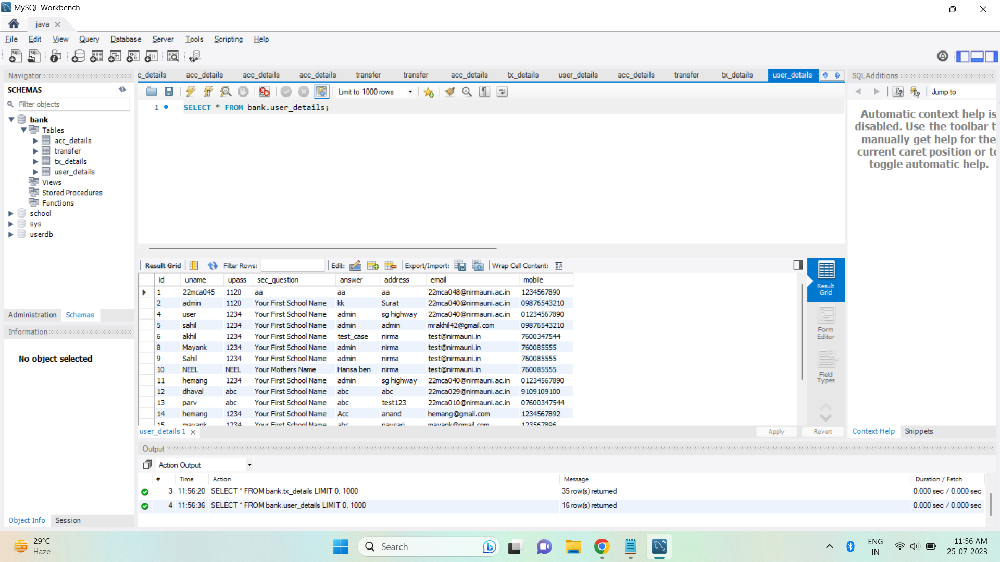 MySQL Workbench
java
File Edit View Query Database Server Tools Scripting Help
Navigator
SCHEMAS
Filter objects
bank
Tables
acc_details
transfer
tx_details
user_details
Views
Stored Procedures
Functions
school
sys
userdb
Administration Schemas
Information
No object selected
Object Info Session
c_details acc_details acc_details acc_details transfer transfer acc_details tx_details user_details acc_details transfer tx_details user_details
Limit to 1000 rows
1 SELECT * FROM bank.user_details;
SQLAdditions
Jump to
Automatic context help is
disabled. Use the toolbar t
manually get help for the
current caret position or to
toggle automatic help.
Result Grid Filter Rows: Edit: Export/Import: Wrap Cell Content:
id uname upass sec_question answer address email mobile
1 22mca045 1120 aa aa aa 22mca048@nirmauni.ac.in 1234567890
2 admin 1120 Your First School Name kk Surat 22mca040@nirmauni.ac.in 09876543210
4 user 1234 Your First School Name admin sg highway 22mca040@nirmauni.ac.in 01234567890
5 sahil 1234 Your First School Name admin admin mrakhil42@gmail.com 09876543210
6 akhil 1234 Your First School Name test_case nirma test@nirmauni.in 7600347544
8 Mayank 1234 Your First School Name admin nirma test@nirmauni.in 760085555
9 Sahil 1234 Your First School Name admin nirma test@nirmauni.in 760085555
10 NEEL NEEL Your Mothers Name Hansa ben nirma test@nirmauni.in 760085555
11 hemang 1234 Your First School Name admin sg highway 22mca040@nirmauni.ac.in 01234567890
12 dhaval abc Your First School Name abc abc 22mca029@nirmauni.ac.in 9109109100
13 parv abc Your First School Name abc test123 22mca010@nirmauni.ac.in 07600347544
14 hemang 1234 Your First School Name Acc anand hemang@gmail.com 1234567892
15 mayank 1234 Your First School Name abc navsari mayank@gmail.com 123567896
Result
Grid
Form
Editor
Field
Types
user_details 1
Apply Revert
Context Help Snippets
Output
Action Output
# Time Action Message Duration / Fetch
3 11:56:20 SELECT * FROM bank.tx_details LIMIT 0, 1000 35 row(s) returned 0.000 sec / 0.000 sec
4 11:56:36 SELECT * FROM bank.user_details LIMIT 0, 1000 16 row(s) returned 0.000 sec / 0.000 sec
29°C
Haze
Search
ENG
IN
11:56 AM
25-07-2023